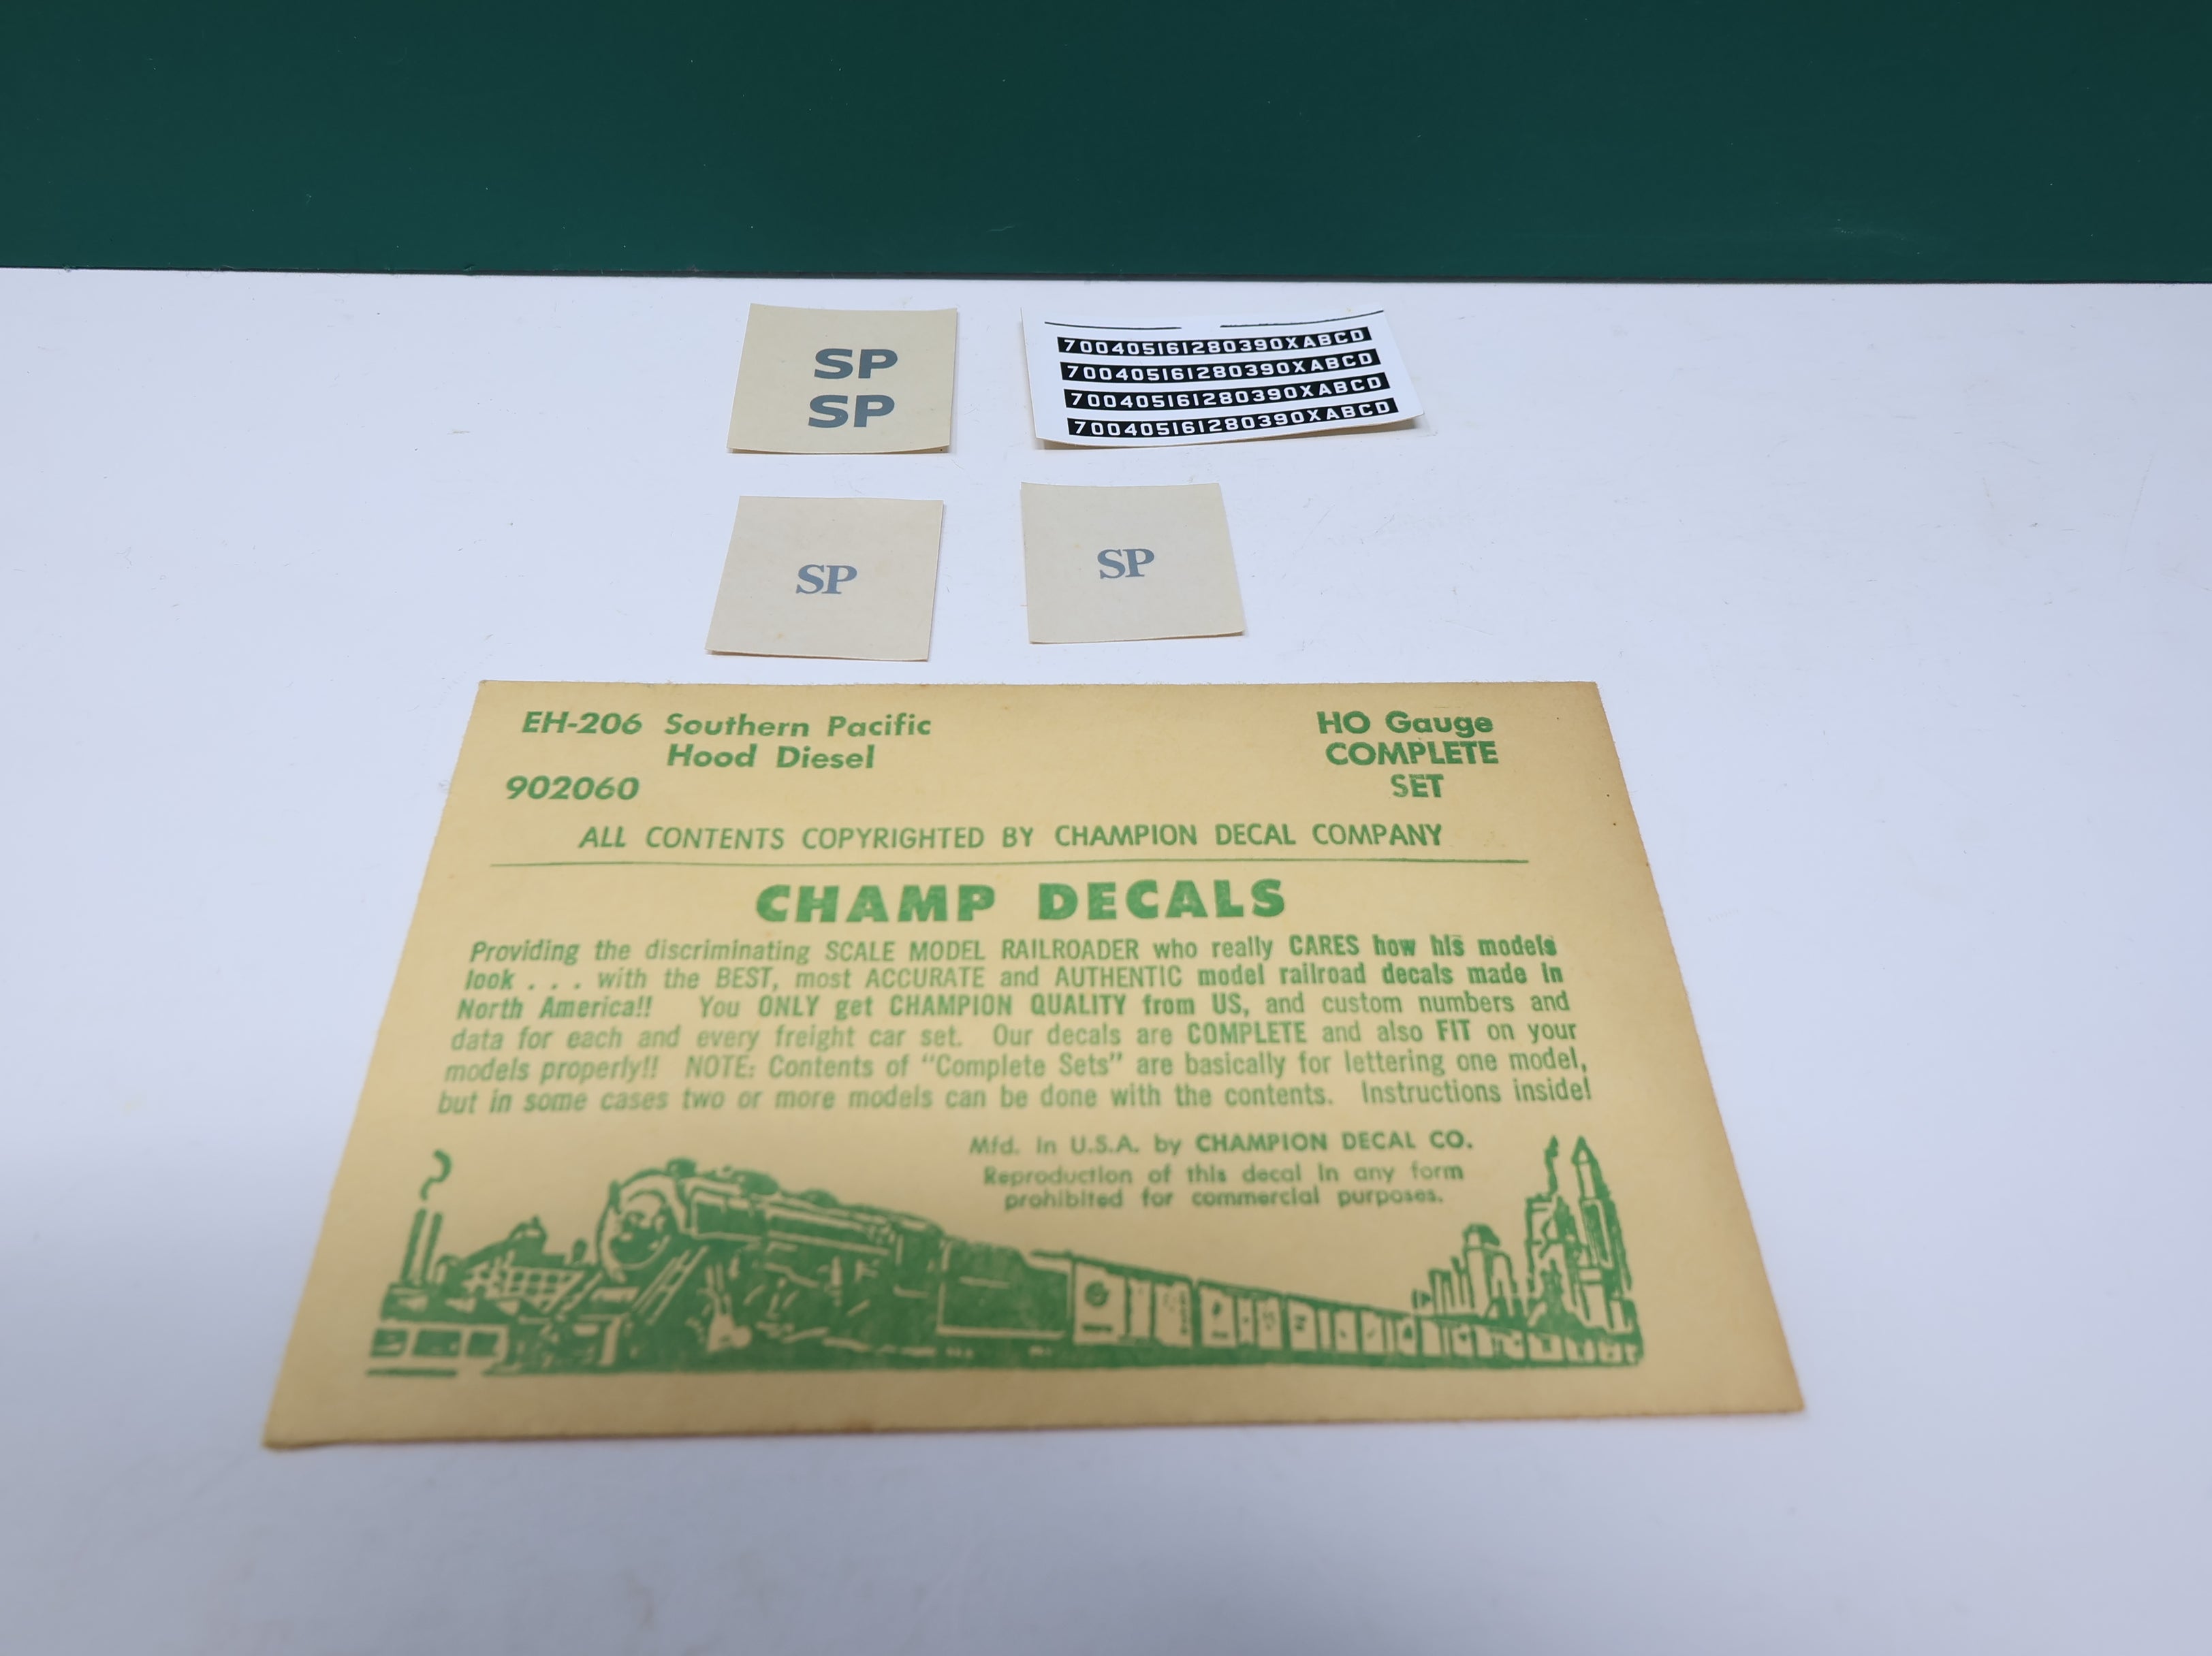 SP
SP
700405161280390XABCD
700405161280390XABCD
700405161280390XABCD
700405161280390XABCD
SP
SP
EH-206 Southern Pacific
Hood Diesel
902060
HO Gauge
COMPLETE
SET
ALL CONTENTS COPYRIGHTED BY CHAMPION DECAL COMPANY
CHAMP DECALS
Providing the discriminating SCALE MODEL RAILROADER who really CARES how his models
look . . . with the BEST, most ACCURATE and AUTHENTIC model railroad decals made in
North America!! You ONLY get CHAMPION QUALITY from US, and custom numbers and
data for each and every freight car set. Our decals are COMPLETE and also FIT on your
models properly!! NOTE: Contents of "Complete Sets" are basically for lettering one model,
but in some cases two or more models can be done with the contents. Instructions inside!
Mfd. in U.S.A. by CHAMPION DECAL CO.
Reproduction of this decal in any form
prohibited for commercial purposes.